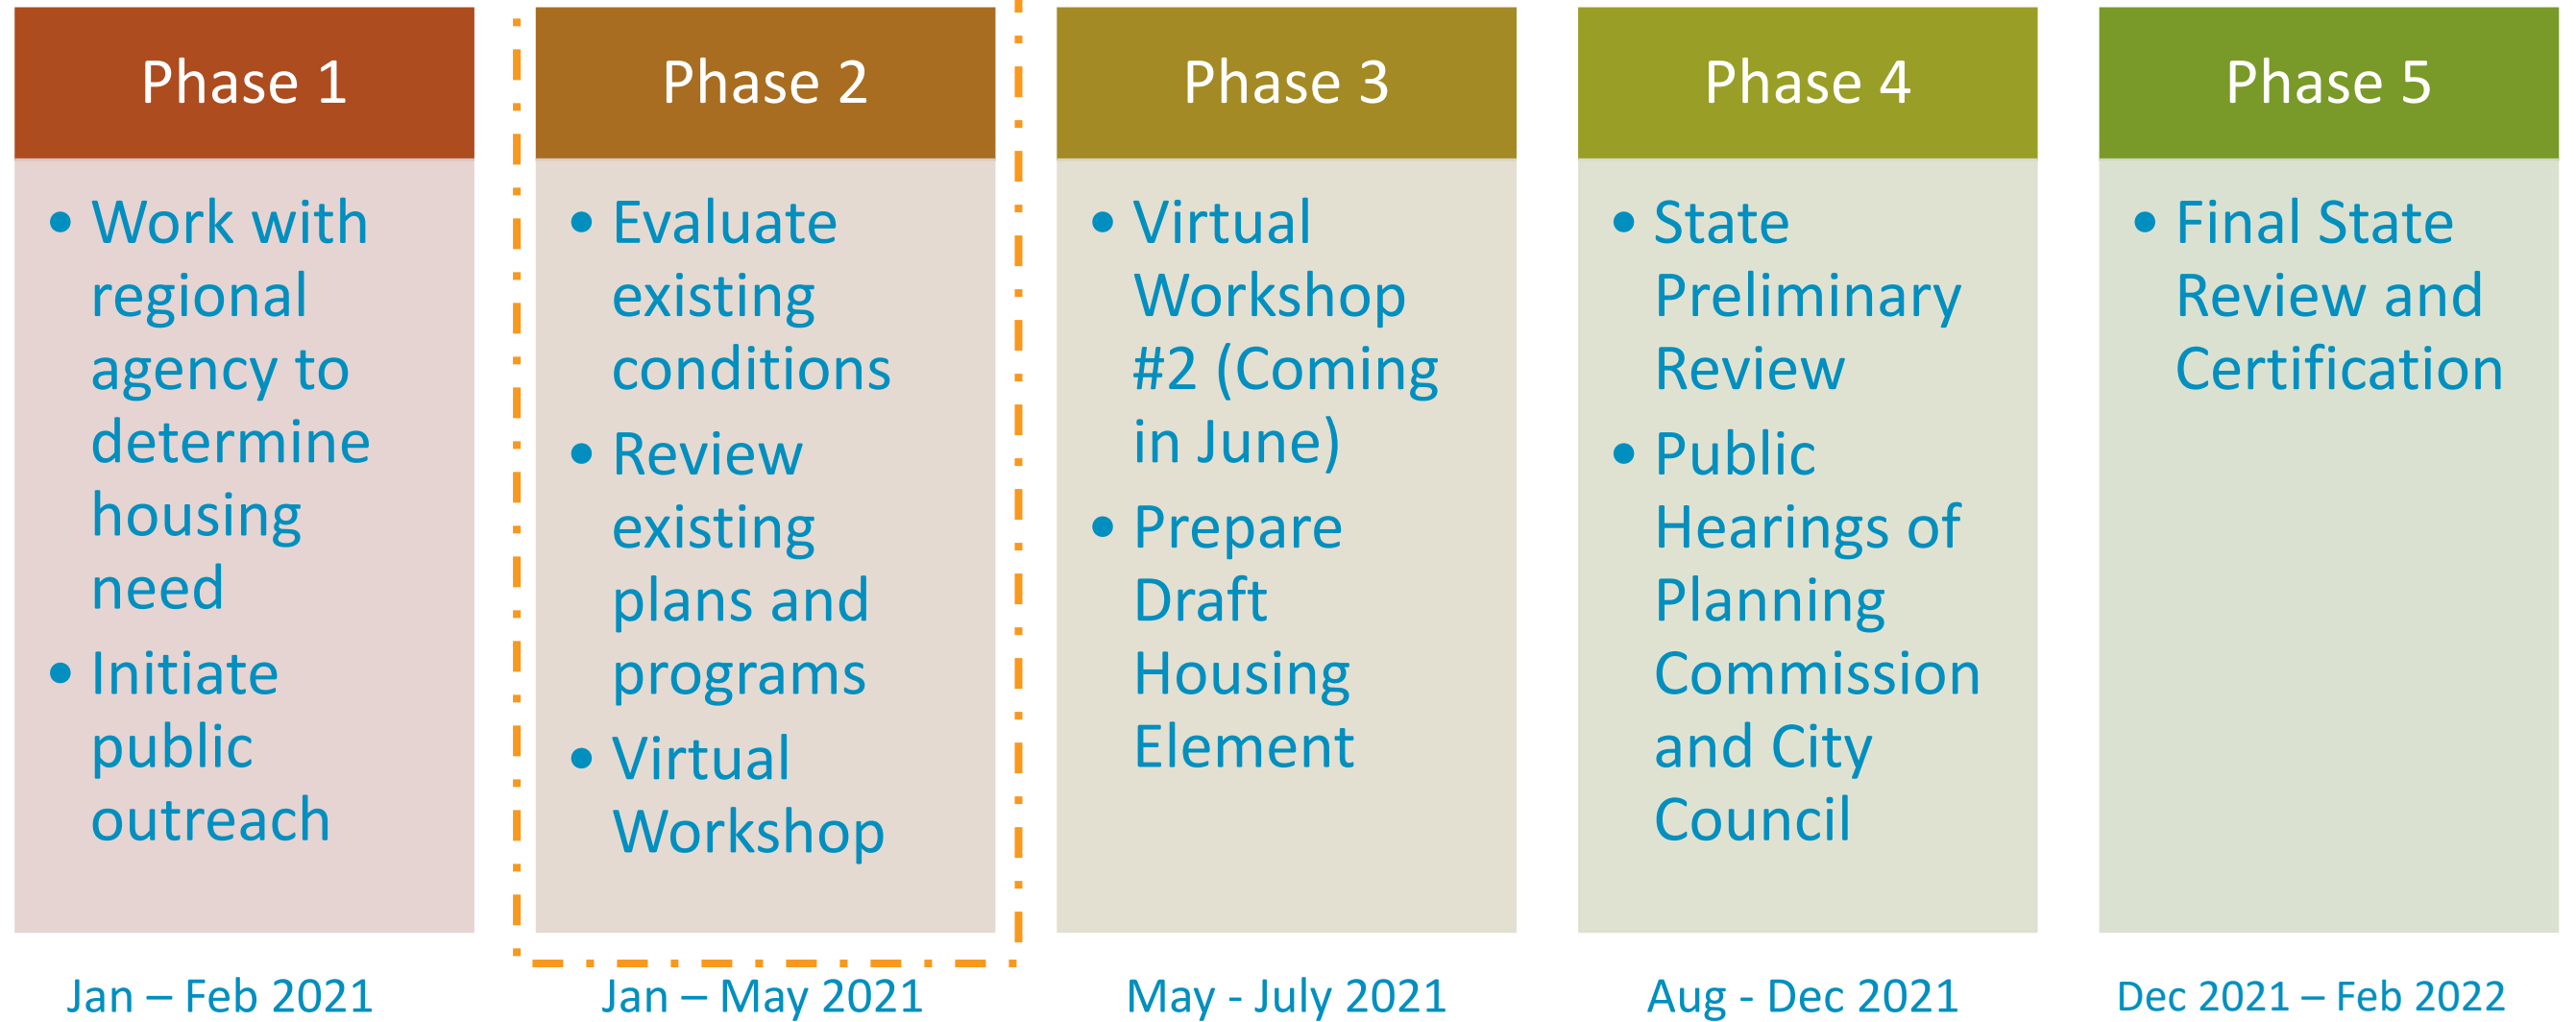 Phase 1
• Work with
regional
agency to
determine
housing
need
• Initiate
public
outreach
Jan – Feb 2021
Phase 2
• Evaluate
existing
conditions
• Review
existing
plans and
programs
• Virtual
Workshop
Jan – May 2021
Phase 3
• Virtual
Workshop
#2 (Coming
in June)
• Prepare
Draft
Housing
Element
May - July 2021
Phase 4
• State
Preliminary
Review
• Public
Hearings of
Planning
Commission
and City
Council
Aug - Dec 2021
Phase 5
• Final State
Review and
Certification
Dec 2021 – Feb 2022